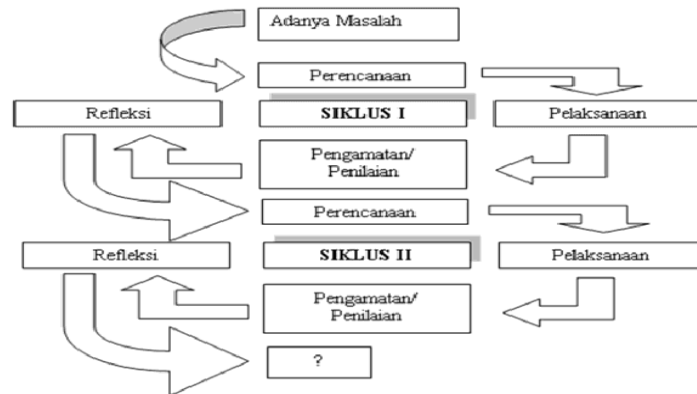 Adanya Masalah
Perencanaan
Refleksi
SIKLUS I
Pelaksanaan
Pengamatan/
Penilaian
Perencanaan
Refleksi
SIKLUS II
Pelaksanaan
Pengamatan/
Penilaian
?